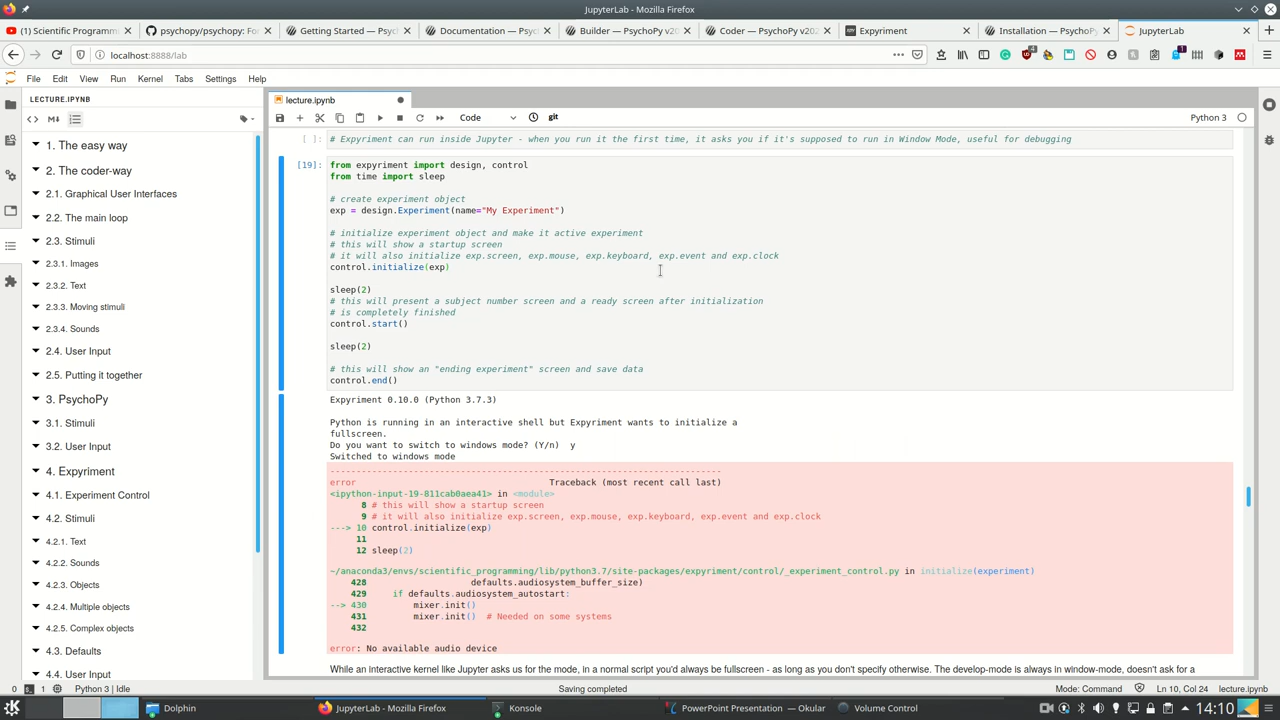 JupyterLab - Mozilla Firefox
(1) Scientific Programmi
psychopy/psychopy: For
Getting Started — Psych
Documentation — Psych
Builder — PsychoPy v20
Coder — PsychoPy v202
Expyriment
Installation — PsychoPy
JupyterLab
localhost:8888/lab
File Edit View Run Kernel Tabs Settings Help
LECTURE.IPYNB
1. The easy way
2. The coder-way
2.1. Graphical User Interfaces
2.2. The main loop
2.3. Stimuli
2.3.1. Images
2.3.2. Text
2.3.3. Moving stimuli
2.3.4. Sounds
2.4. User Input
2.5. Putting it together
3. PsychoPy
3.1. Stimuli
3.2. User Input
4. Expyriment
4.1. Experiment Control
4.2. Stimuli
4.2.1. Text
4.2.2. Sounds
4.2.3. Objects
4.2.4. Multiple objects
4.2.5. Complex objects
4.3. Defaults
4.4. User Input
lecture.ipynb
Code
git
Python 3
[ ]: # Expyriment can run inside Jupyter - when you run it the first time, it asks you if it's supposed to run in Window Mode, useful for debugging
[19]: from expyriment import design, control
from time import sleep
# create experiment object
exp = design.Experiment(name="My Experiment")
# initialize experiment object and make it active experiment
# this will show a startup screen
# it will also initialize exp.screen, exp.mouse, exp.keyboard, exp.event and exp.clock
control.initialize(exp)
sleep(2)
# this will present a subject number screen and a ready screen after initialization
# is completely finished
control.start()
sleep(2)
# this will show an "ending experiment" screen and save data
control.end()
Expyriment 0.10.0 (Python 3.7.3)
Python is running in an interactive shell but Expyriment wants to initialize a
fullscreen.
Do you want to switch to windows mode? (Y/n) y
Switched to windows mode
---------------------------------------------------------------------------
error Traceback (most recent call last)
<ipython-input-19-811cab0aea41> in <module>
8 # this will show a startup screen
9 # it will also initialize exp.screen, exp.mouse, exp.keyboard, exp.event and exp.clock
---> 10 control.initialize(exp)
11
12 sleep(2)
~/anaconda3/envs/scientific_programming/lib/python3.7/site-packages/expyriment/control/_experiment_control.py in initialize(experiment)
428 defaults.audiosystem_buffer_size)
429 if defaults.audiosystem_autostart:
--> 430 mixer.init()
431 mixer.init() # Needed on some systems
432
error: No available audio device
While an interactive kernel like Jupyter asks us for the mode, in a normal script you'd always be fullscreen - as long as you don't specify otherwise. The develop-mode is always in window-mode, doesn't ask for a
0 1 Python 3 | Idle
Saving completed
Mode: Command
Ln 10, Col 24
lecture.ipynb
Dolphin
JupyterLab - Mozilla Firefox
Konsole
PowerPoint Presentation — Okular
Volume Control
14:10